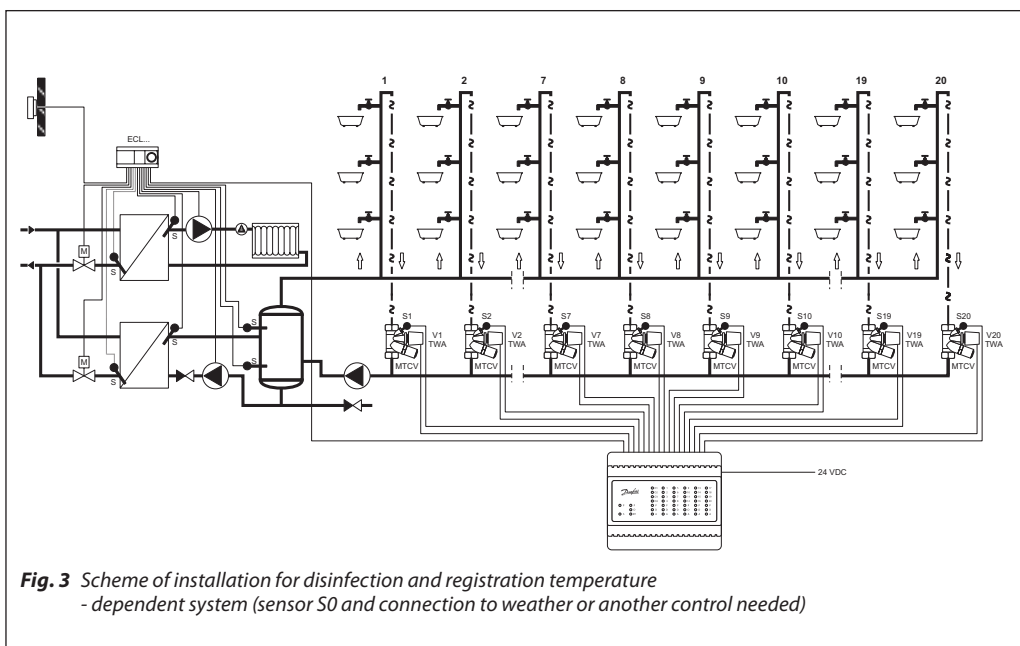 1 2 7 8 9 10 19 20
ECL...
M
S
S
S
S
M
S
S
S1 S2 S7 S8 S9 S10 S19 S20
V1 V2 V7 V8 V9 V10 V19 V20
TWA TWA TWA TWA TWA TWA TWA TWA
MTCV MTCV MTCV MTCV MTCV MTCV MTCV MTCV
24 VDC
Danfoss
Fig. 3 Scheme of installation for disinfection and registration temperature
- dependent system (sensor S0 and connection to weather or another control needed)